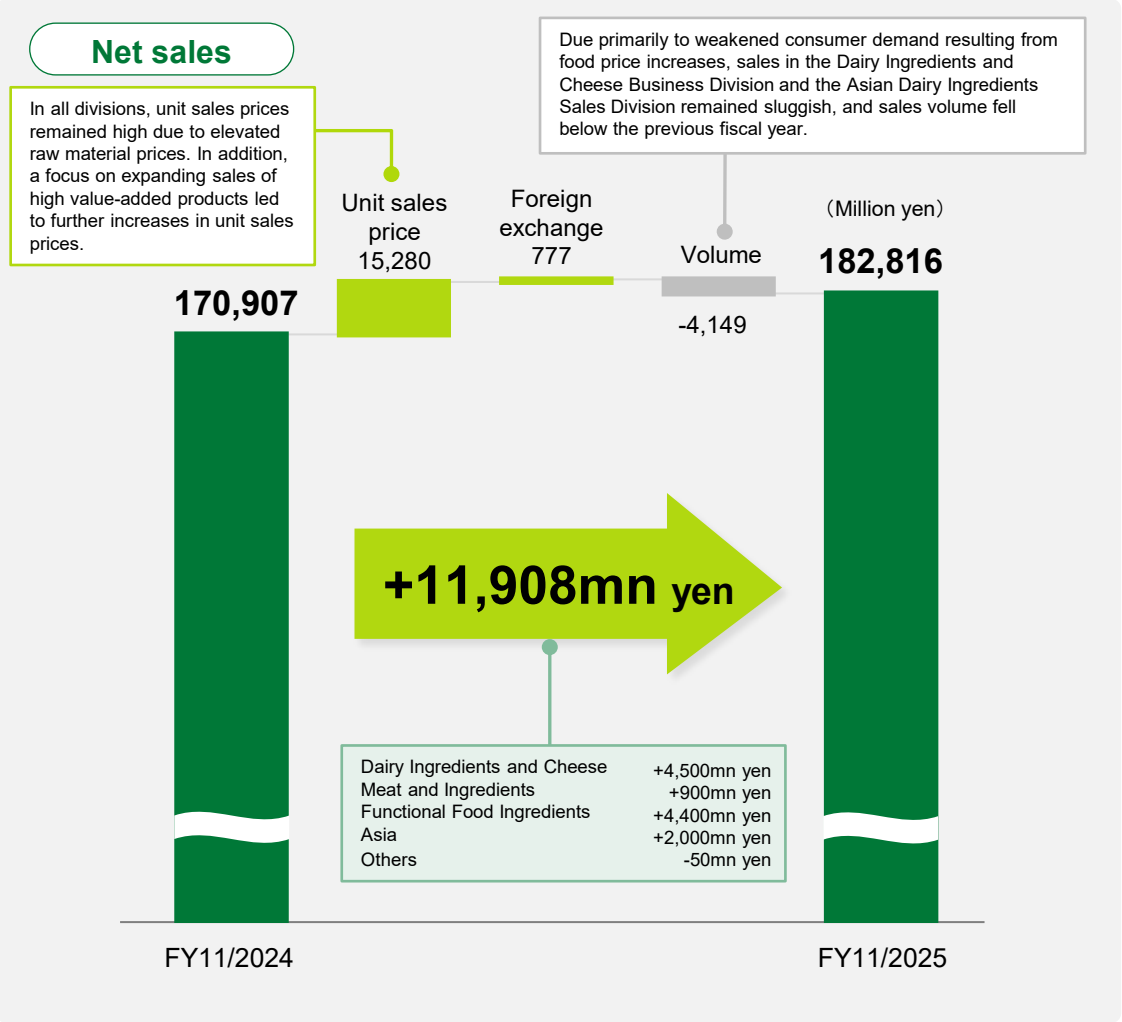 Net sales
In all divisions, unit sales prices
remained high due to elevated
raw material prices. In addition,
a focus on expanding sales of
high value-added products led
to further increases in unit sales
prices.
Due primarily to weakened consumer demand resulting from
food price increases, sales in the Dairy Ingredients and
Cheese Business Division and the Asian Dairy Ingredients
Sales Division remained sluggish, and sales volume fell
below the previous fiscal year.
（Million yen）
170,907
Unit sales
price
15,280
Foreign
exchange
777
Volume
-4,149
182,816
+11,908mn yen
Dairy Ingredients and Cheese +4,500mn yen
Meat and Ingredients +900mn yen
Functional Food Ingredients +4,400mn yen
Asia +2,000mn yen
Others -50mn yen
FY11/2024
FY11/2025